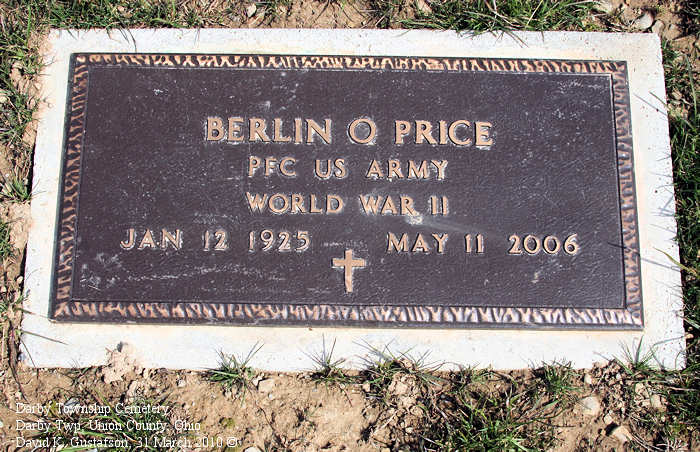 BERLIN O PRICE
PFC US ARMY
WORLD WAR II
JAN 12 1925 MAY 11 2006
Darby Township Cemetery
Darby Twp, Union County, Ohio
David K. Gustafson, 31 March 2010 ©